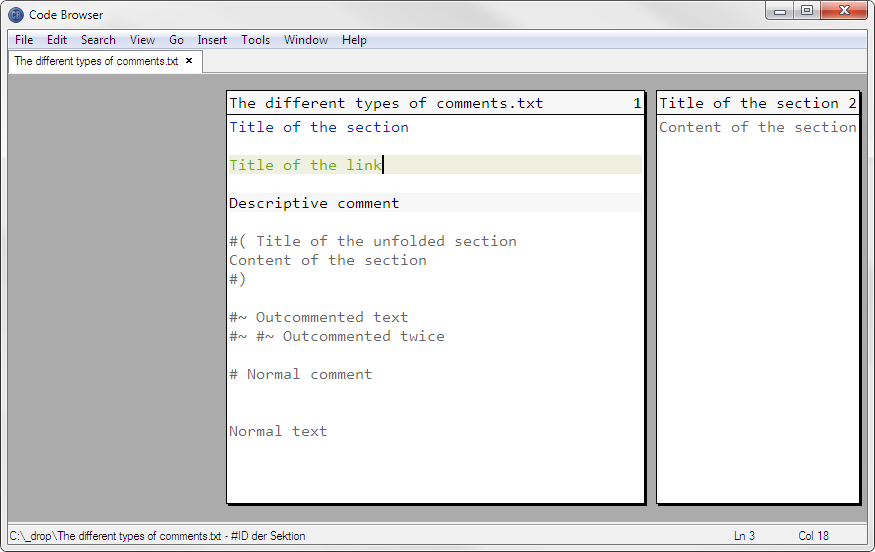 Code Browser
File Edit Search View Go Insert Tools Window Help
The different types of comments.txt
The different types of comments.txt 1
Title of the section
Title of the link
Descriptive comment
#( Title of the unfolded section
Content of the section
#)
#~ Outcommented text
#~ #~ Outcommented twice
# Normal comment
Normal text
Title of the section 2
Content of the section
C:\_drop\The different types of comments.txt - #ID der Sektion
Ln 3 Col 18